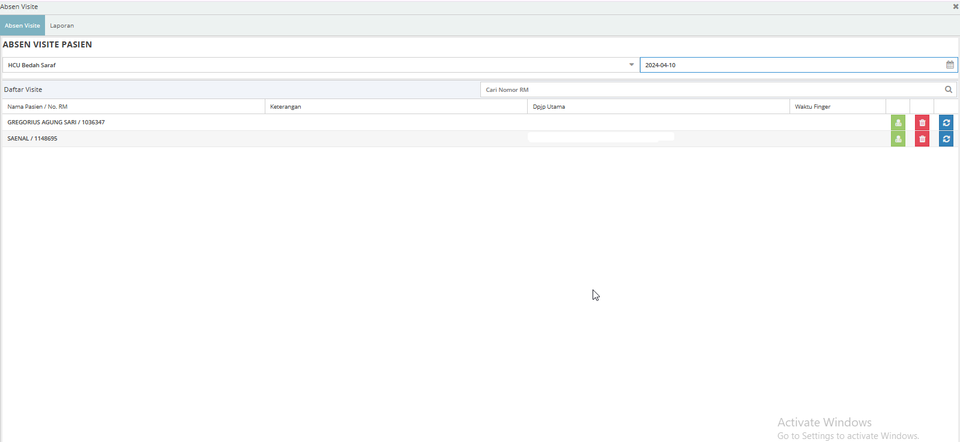 Absen Visite
Absen Visite Laporan
ABSEN VISITE PASIEN
HCU Bedah Saraf 2024-04-10
Daftar Visite Cari Nomor RM
Nama Pasien / No. RM Keterangan Dpjp Utama Waktu Finger
GREGORIUS AGUNG SARI / 1036347
SAENAL / 1148695
Activate Windows
Go to Settings to activate Windows.